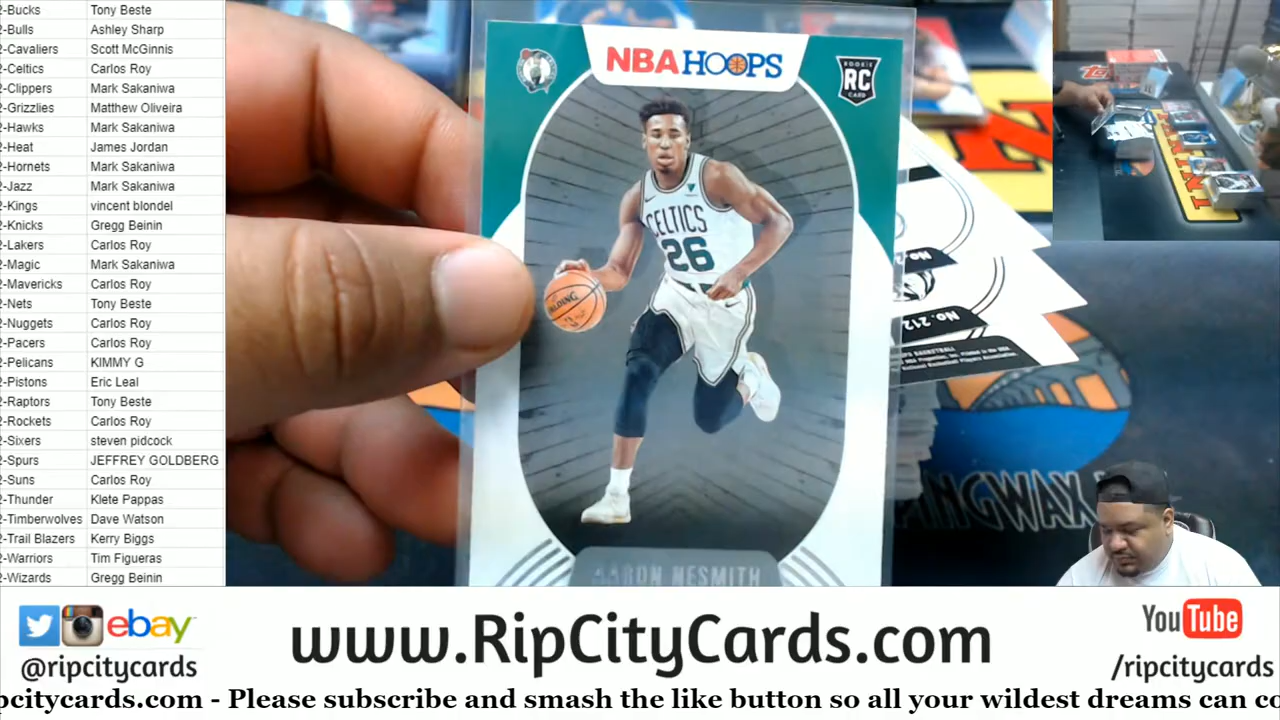 2-Bucks Tony Beste
2-Bulls Ashley Sharp
2-Cavaliers Scott McGinnis
2-Celtics Carlos Roy
2-Clippers Mark Sakaniwa
2-Grizzlies Matthew Oliveira
2-Hawks Mark Sakaniwa
2-Heat James Jordan
2-Hornets Mark Sakaniwa
2-Jazz Mark Sakaniwa
2-Kings vincent blondel
2-Knicks Gregg Beinin
2-Lakers Carlos Roy
2-Magic Mark Sakaniwa
2-Mavericks Carlos Roy
2-Nets Tony Beste
2-Nuggets Carlos Roy
2-Pacers Carlos Roy
2-Pelicans KIMMY G
2-Pistons Eric Leal
2-Raptors Tony Beste
2-Rockets Carlos Roy
2-Sixers steven pidcock
2-Spurs JEFFREY GOLDBERG
2-Suns Carlos Roy
2-Thunder Klete Pappas
2-Timberwolves Dave Watson
2-Trail Blazers Kerry Biggs
2-Warriors Tim Figueras
2-Wizards Gregg Beinin
NBA HOOPS
ROOKIE
RC
CARD
CELTICS
26
SPALDING
AARON NESMITH
No. 212
INGWAX
ebay
@ripcitycards
www.RipCityCards.com
YouTube
/ripcitycards
pcitycards.com - Please subscribe and smash the like button so all your wildest dreams can co